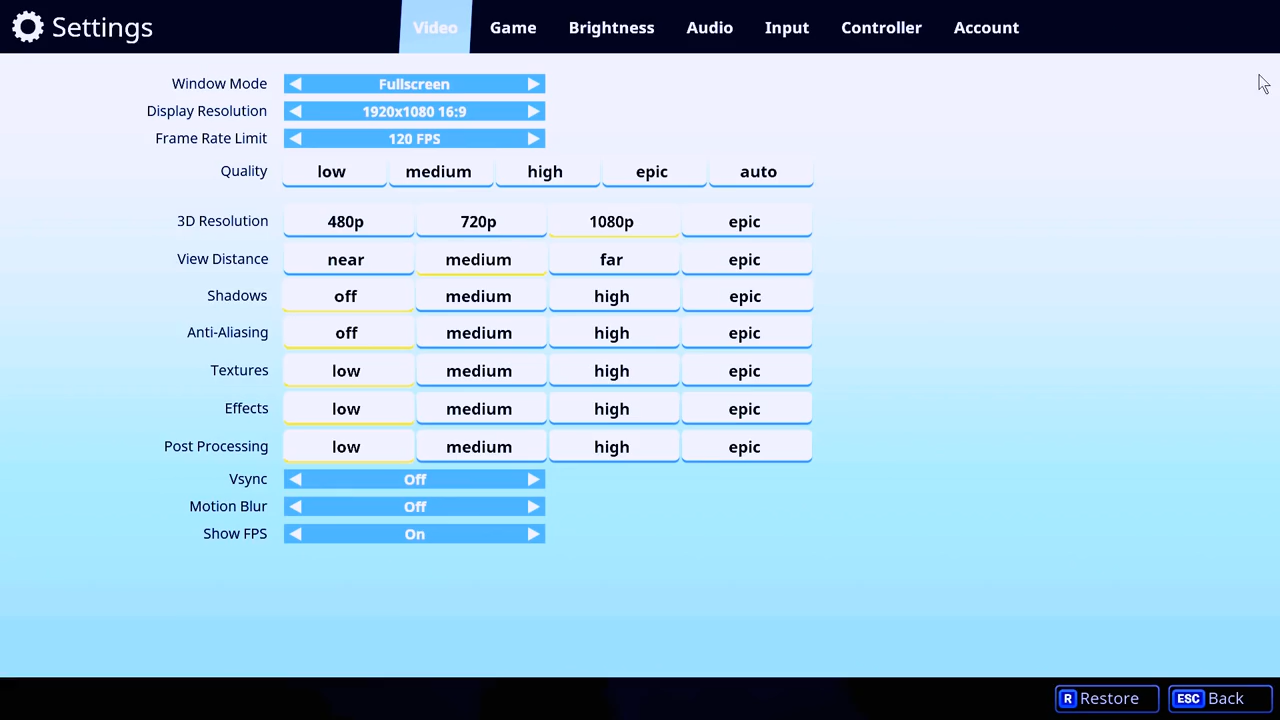 Settings Video Game Brightness Audio Input Controller Account
Window Mode Fullscreen
Display Resolution 1920x1080 16:9
Frame Rate Limit 120 FPS
Quality low medium high epic auto
3D Resolution 480p 720p 1080p epic
View Distance near medium far epic
Shadows off medium high epic
Anti-Aliasing off medium high epic
Textures low medium high epic
Effects low medium high epic
Post Processing low medium high epic
Vsync Off
Motion Blur Off
Show FPS On
R Restore ESC Back